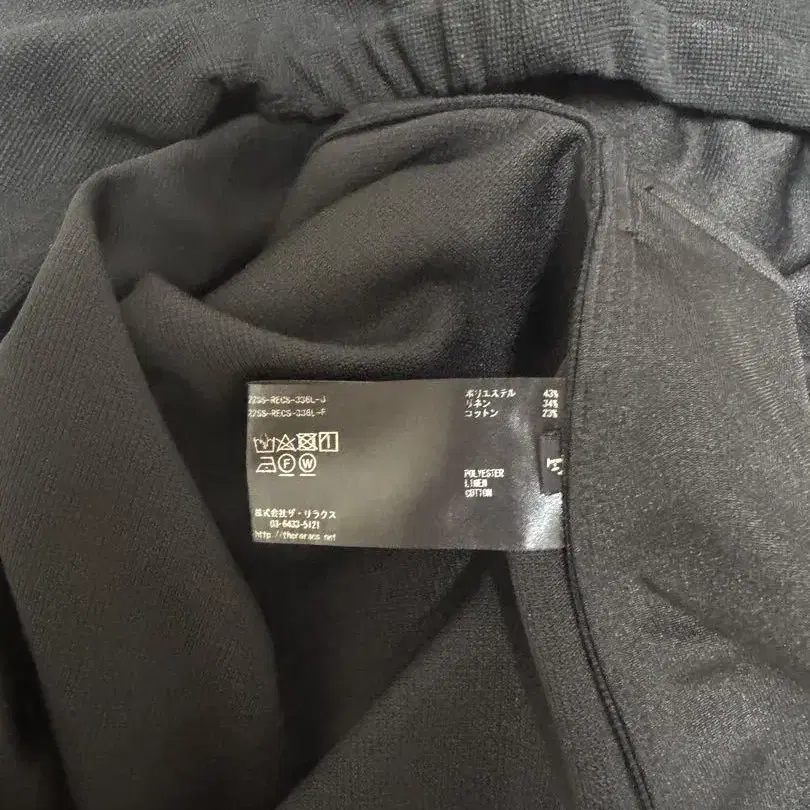 22SS-RECS-336L-J
22SS-RECS-336L-F
ポリエステル 43%
リネン 34%
コットン 23%
F
W
POLYESTER
LINEN
COTTON
株式会社ザ・リラクス
03-6433-5121
http://thereracs.net